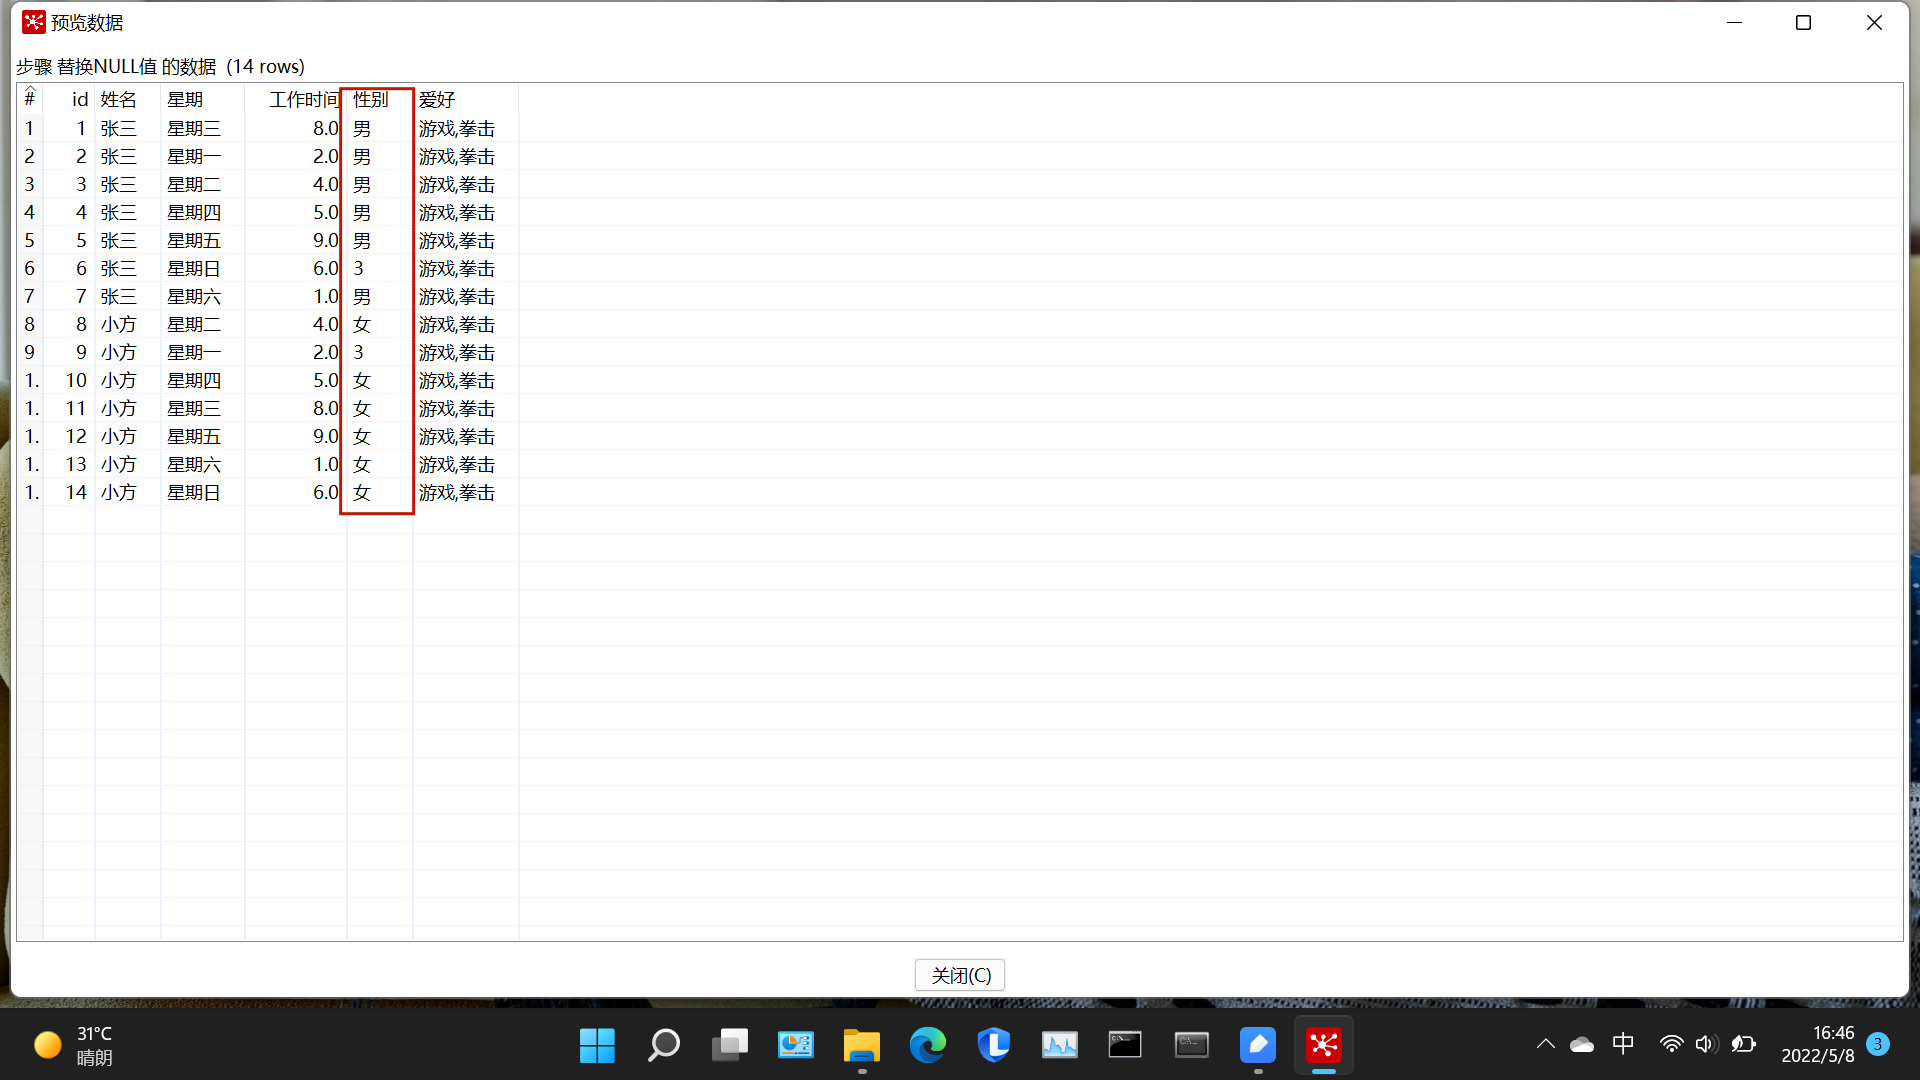 预览数据
步骤 替换NULL值 的数据 (14 rows)
# id 姓名 星期 工作时间 性别 爱好
1 1 张三 星期三 8.0 男 游戏,拳击
2 2 张三 星期一 2.0 男 游戏,拳击
3 3 张三 星期二 4.0 男 游戏,拳击
4 4 张三 星期四 5.0 男 游戏,拳击
5 5 张三 星期五 9.0 男 游戏,拳击
6 6 张三 星期日 6.0 3 游戏,拳击
7 7 张三 星期六 1.0 男 游戏,拳击
8 8 小方 星期二 4.0 女 游戏,拳击
9 9 小方 星期一 2.0 3 游戏,拳击
1. 10 小方 星期四 5.0 女 游戏,拳击
1. 11 小方 星期三 8.0 女 游戏,拳击
1. 12 小方 星期五 9.0 女 游戏,拳击
1. 13 小方 星期六 1.0 女 游戏,拳击
1. 14 小方 星期日 6.0 女 游戏,拳击
关闭(C)
31°C
晴朗
中
16:46
2022/5/8
3